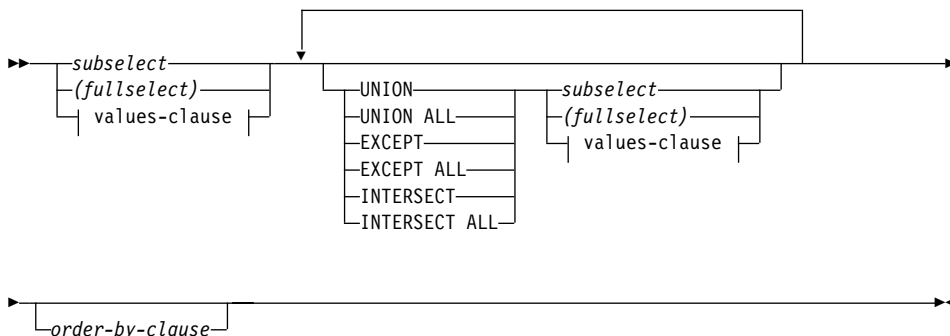 subselect
(fullselect)
values-clause
UNION
UNION ALL
EXCEPT
EXCEPT ALL
INTERSECT
INTERSECT ALL
subselect
(fullselect)
values-clause
order-by-clause